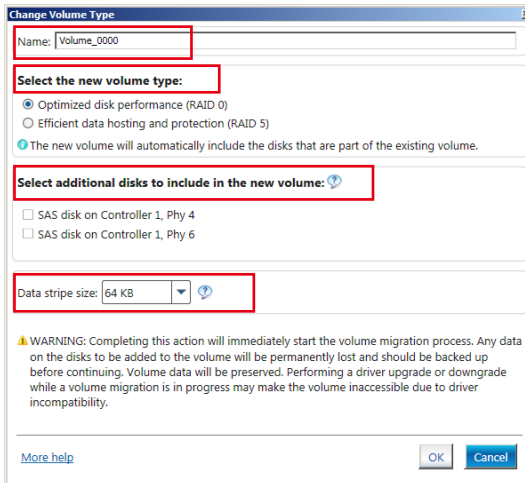 Change Volume Type
Name: Volume_0000
Select the new volume type:
Optimized disk performance (RAID 0)
Efficient data hosting and protection (RAID 5)
The new volume will automatically include the disks that are part of the existing volume.
Select additional disks to include in the new volume:
SAS disk on Controller 1, Phy 4
SAS disk on Controller 1, Phy 6
Data stripe size: 64 KB
WARNING: Completing this action will immediately start the volume migration process. Any data
on the disks to be added to the volume will be permanently lost and should be backed up
before continuing. Volume data will be preserved. Performing a driver upgrade or downgrade
while a volume migration is in progress may make the volume inaccessible due to driver
incompatibility.
More help
OK
Cancel